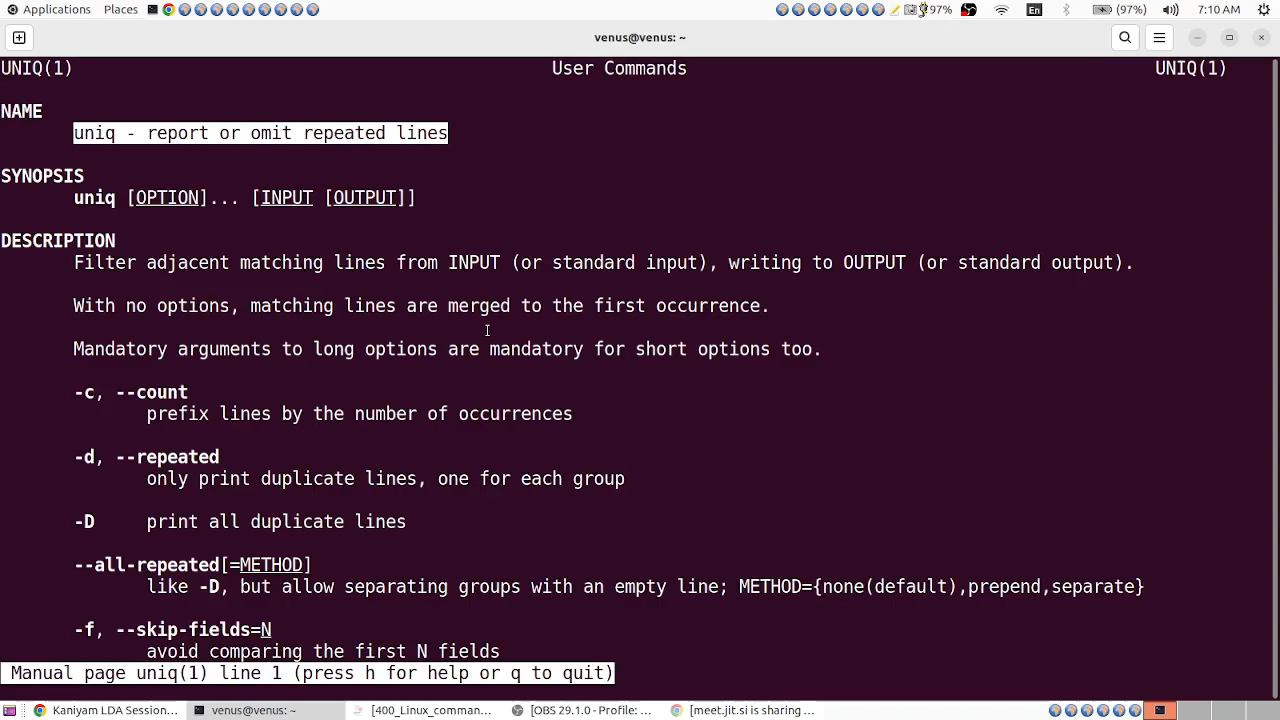 Applications Places 97% En (97%) 7:10 AM
venus@venus: ~
UNIQ(1) User Commands UNIQ(1)
NAME
uniq - report or omit repeated lines
SYNOPSIS
uniq [OPTION]... [INPUT [OUTPUT]]
DESCRIPTION
Filter adjacent matching lines from INPUT (or standard input), writing to OUTPUT (or standard output).
With no options, matching lines are merged to the first occurrence.
Mandatory arguments to long options are mandatory for short options too.
-c, --count
prefix lines by the number of occurrences
-d, --repeated
only print duplicate lines, one for each group
-D print all duplicate lines
--all-repeated[=METHOD]
like -D, but allow separating groups with an empty line; METHOD={none(default),prepend,separate}
-f, --skip-fields=N
avoid comparing the first N fields
Manual page uniq(1) line 1 (press h for help or q to quit)
Kaniyam LDA Session... venus@venus: ~ [400_Linux_comman... [OBS 29.1.0 - Profile: ... [meet.jit.si is sharing ...